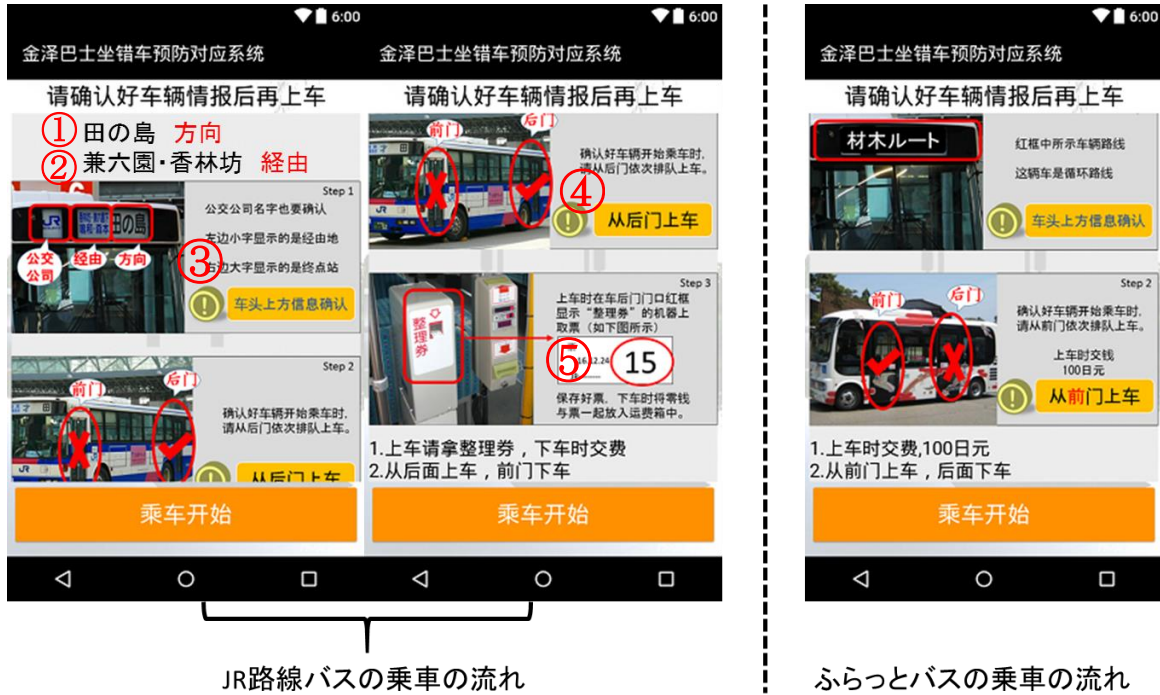 6:00
金泽巴士坐错车预防对应系统
请确认好车辆情报后再上车
① 田の島 方向
② 兼六園・香林坊 経由
Step 1
公交公司名字也要确认
左边小字显示的是经由地
③ 右边大字显示的是终点站
JR
田の島
公交公司
经由
方向
车头上方信息确认
Step 2
前门
后门
确认好车辆开始乘车时,
请从后门依次排队上车。
从后门上车
乘车开始
6:00
金泽巴士坐错车预防对应系统
请确认好车辆情报后再上车
前门
后门
确认好车辆开始乘车时,
请从后门依次排队上车。
④
从后门上车
Step 3
上车时在车后门门口红框
显示“整理券”的机器上
取票（如下图所示）
整理券
⑤
15
保存好票，下车时将零钱
与票一起放入运费箱中。
1.上车请拿整理券，下车时交费
2.从后面上车，前门下车
乘车开始
JR路線バスの乗車の流れ
6:00
金泽巴士坐错车预防对应系统
请确认好车辆情报后再上车
材木ルート
红框中所示车辆路线
这辆车是循环路线
车头上方信息确认
Step 2
前门
后门
确认好车辆开始乘车时,
请从前门依次排队上车。
上车时交钱
100日元
从前门上车
1.上车时交费,100日元
2.从前门上车，后面下车
乘车开始
ふらっとバスの乗車の流れ